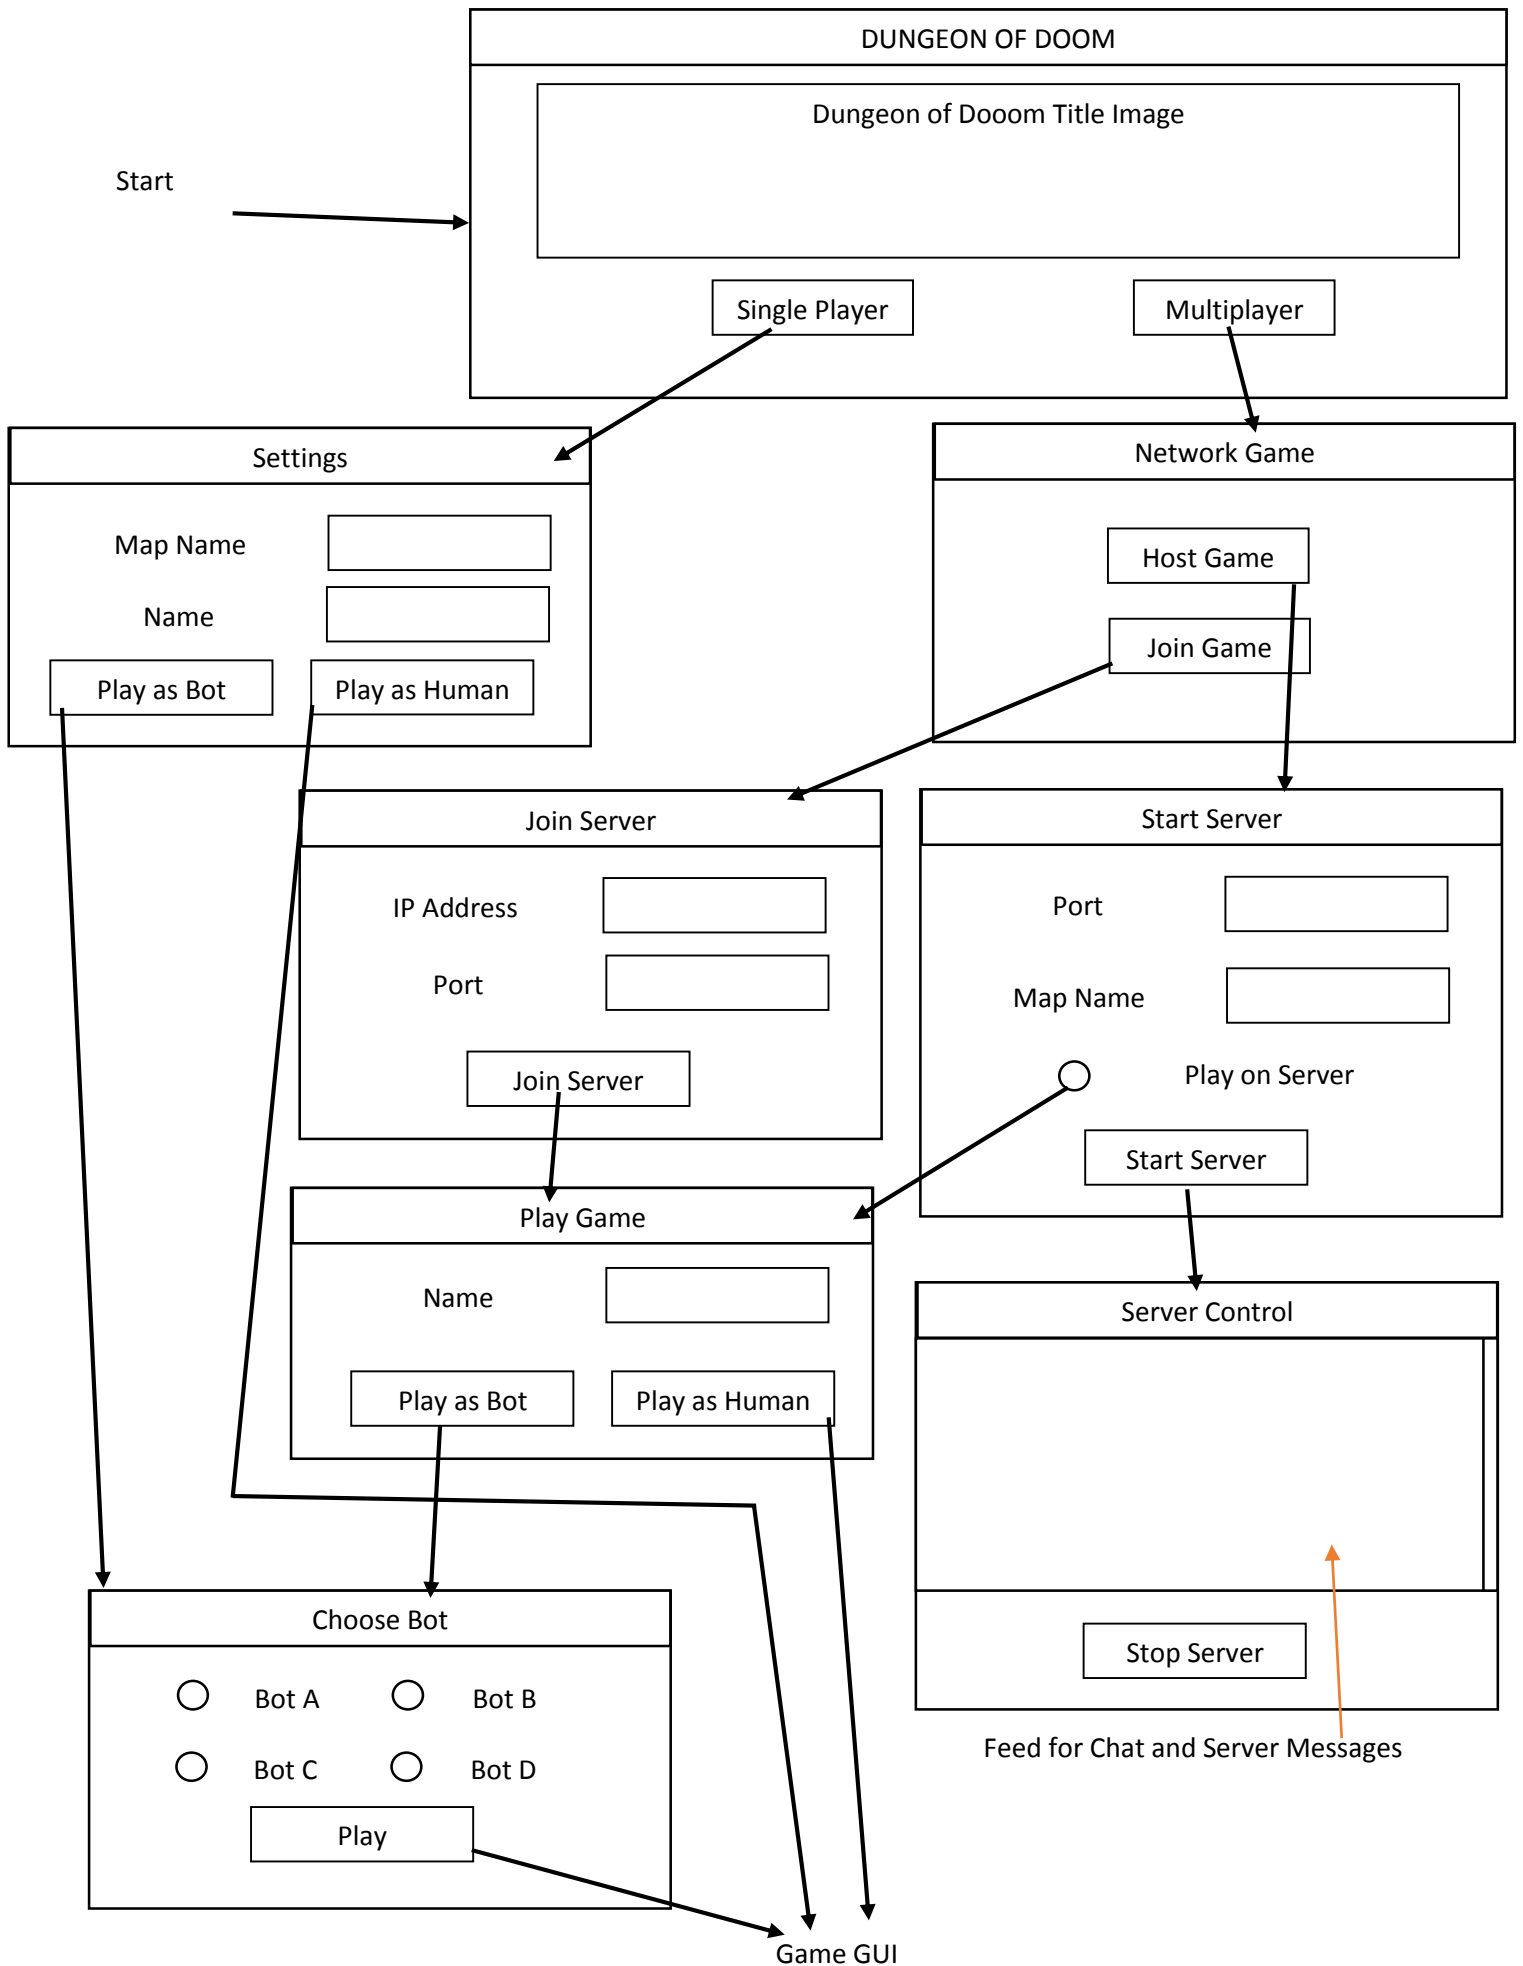 DUNGEON OF DOOM
Dungeon of Dooom Title Image
Start
Single Player
Multiplayer
Settings
Map Name
Name
Play as Bot
Play as Human
Network Game
Host Game
Join Game
Join Server
IP Address
Port
Join Server
Start Server
Port
Map Name
Play on Server
Start Server
Play Game
Name
Play as Bot
Play as Human
Server Control
Stop Server
Feed for Chat and Server Messages
Choose Bot
Bot A
Bot B
Bot C
Bot D
Play
Game GUI